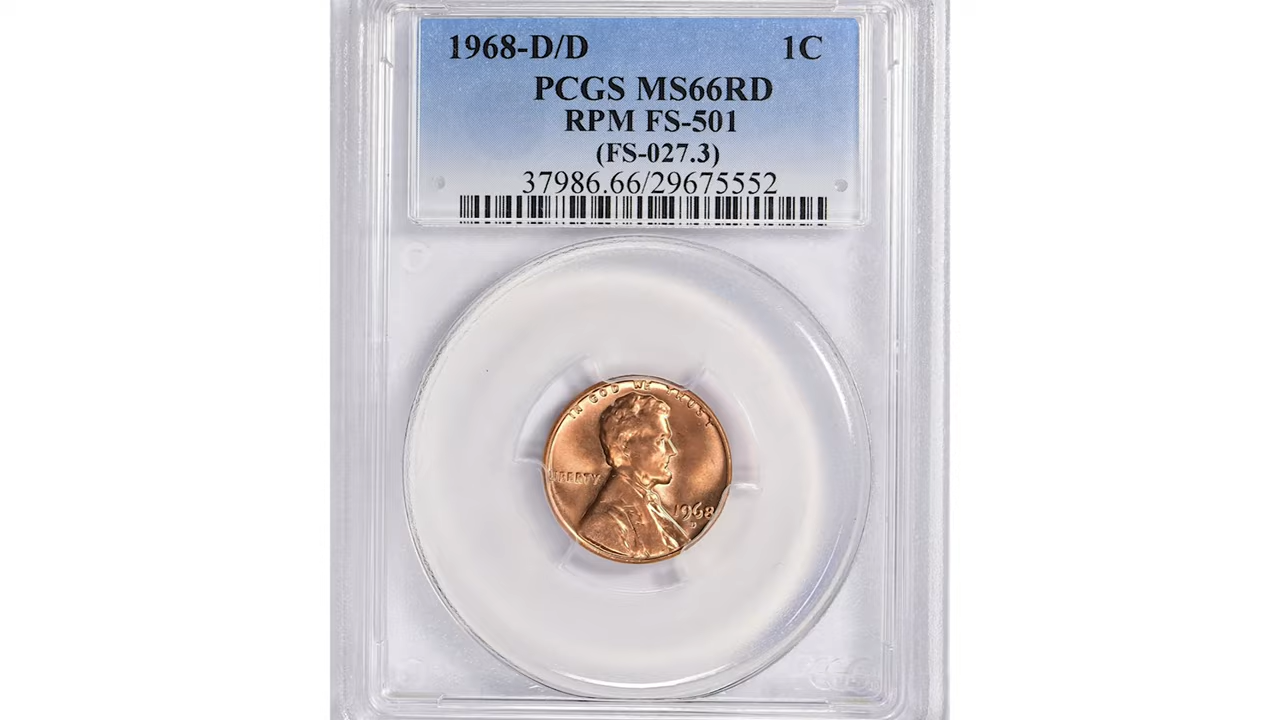 1968-D/D 1C
PCGS MS66RD
RPM FS-501
(FS-027.3)
37986.66/29675552
IN GOD WE TRUST
LIBERTY
1968
D